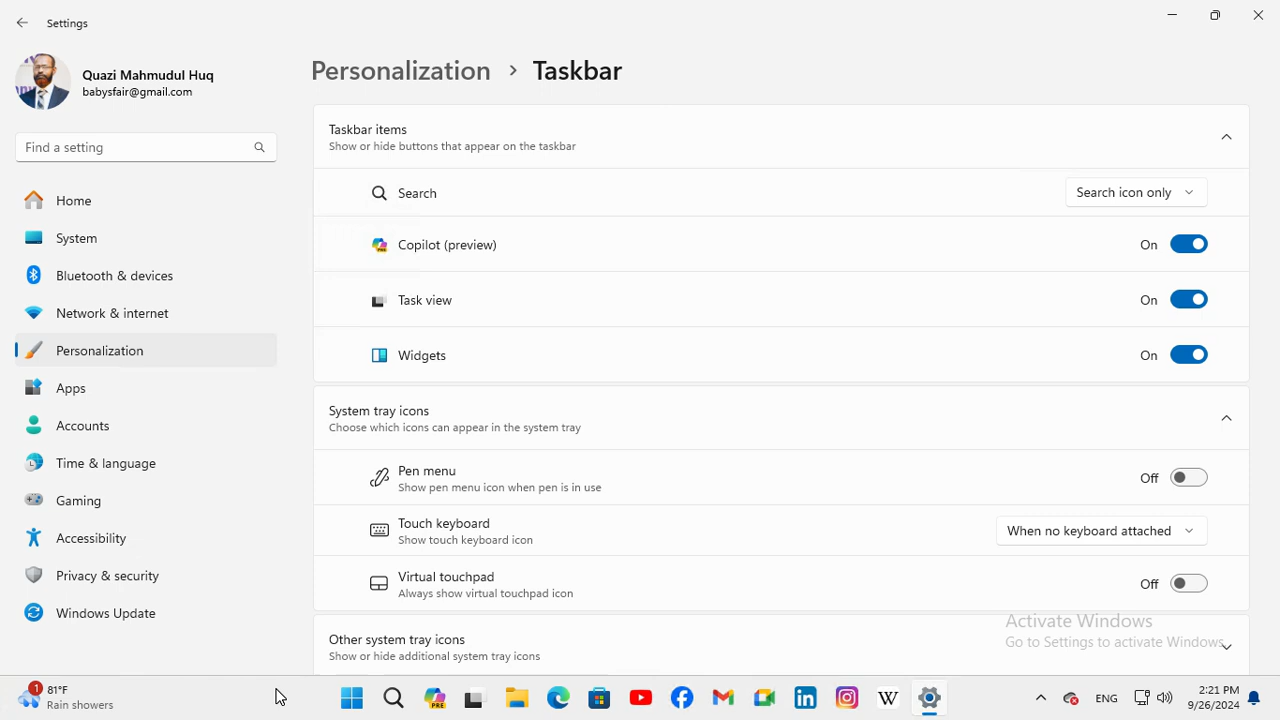 Settings
Quazi Mahmudul Huq
babysfair@gmail.com
Find a setting
Home
System
Bluetooth & devices
Network & internet
Personalization
Apps
Accounts
Time & language
Gaming
Accessibility
Privacy & security
Windows Update
Personalization > Taskbar
Taskbar items
Show or hide buttons that appear on the taskbar
Search
Search icon only
Copilot (preview)
On
Task view
On
Widgets
On
System tray icons
Choose which icons can appear in the system tray
Pen menu
Show pen menu icon when pen is in use
Off
Touch keyboard
Show touch keyboard icon
When no keyboard attached
Virtual touchpad
Always show virtual touchpad icon
Off
Other system tray icons
Show or hide additional system tray icons
Activate Windows
Go to Settings to activate Windows.
1
81°F
Rain showers
PRE
W
ENG
2:21 PM
9/26/2024